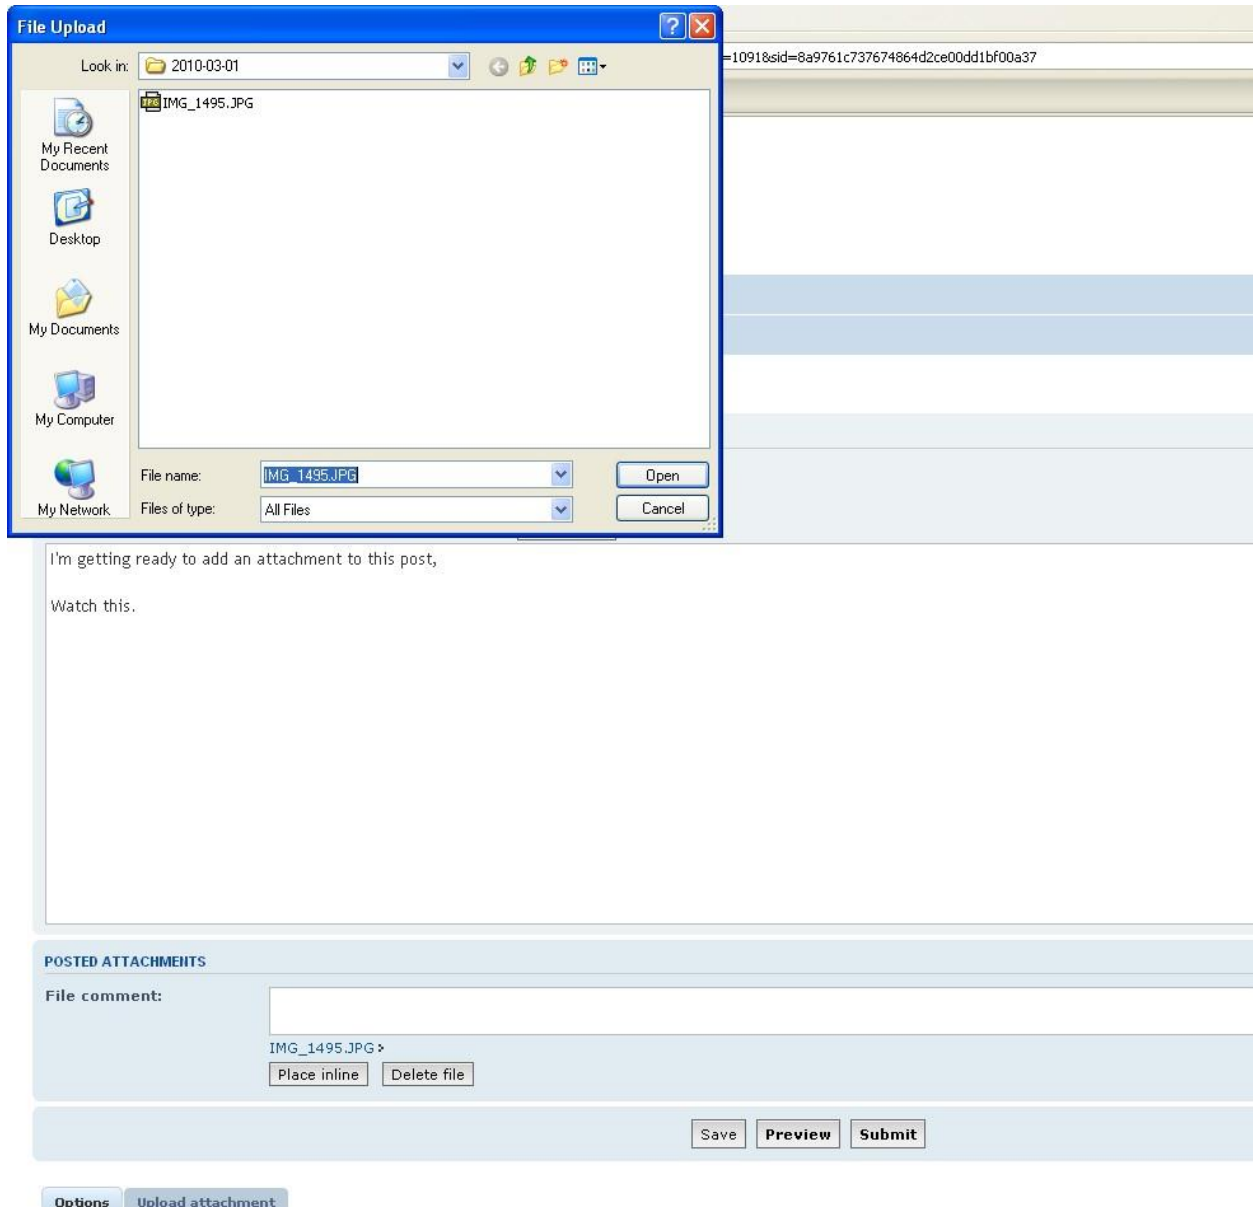 File Upload
=1091&sid=8a9761c737674864d2ce00dd1bf00a37
Look in: 2010-03-01
IMG_1495.JPG
My Recent
Documents
Desktop
My Documents
My Computer
My Network
File name: IMG_1495.JPG Open
Files of type: All Files Cancel
I'm getting ready to add an attachment to this post,
Watch this.
POSTED ATTACHMENTS
File comment:
IMG_1495.JPG
Place inline Delete file
Save Preview Submit
Options Upload attachment